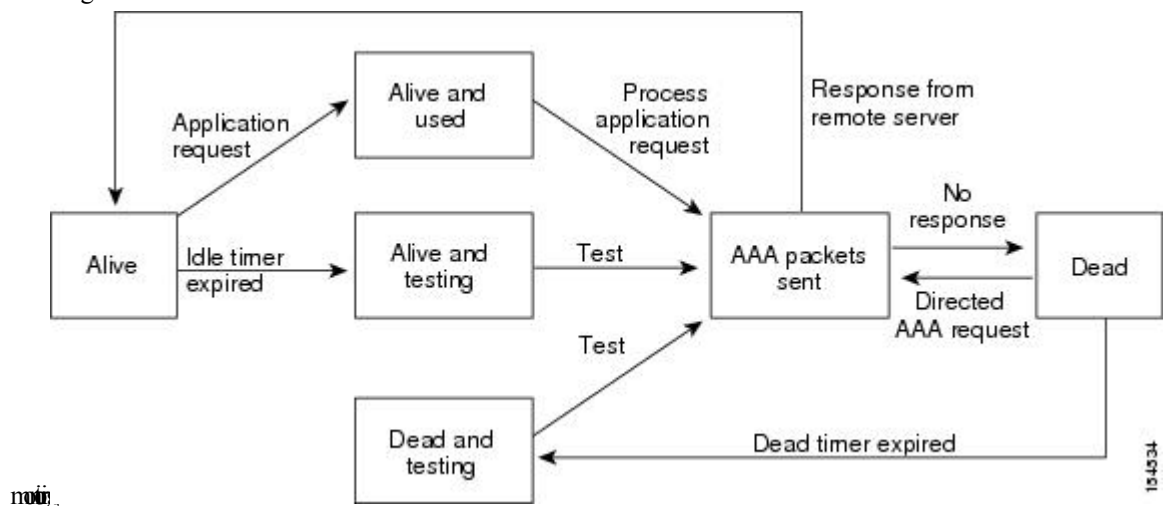 Alive and
used
Application
request
Process
application
request
Response from
remote server
No
response
Alive
Idle timer
expired
Alive and
testing
Test
AAA packets
sent
Dead
Directed
AAA request
Test
Dead and
testing
Dead timer expired
154534